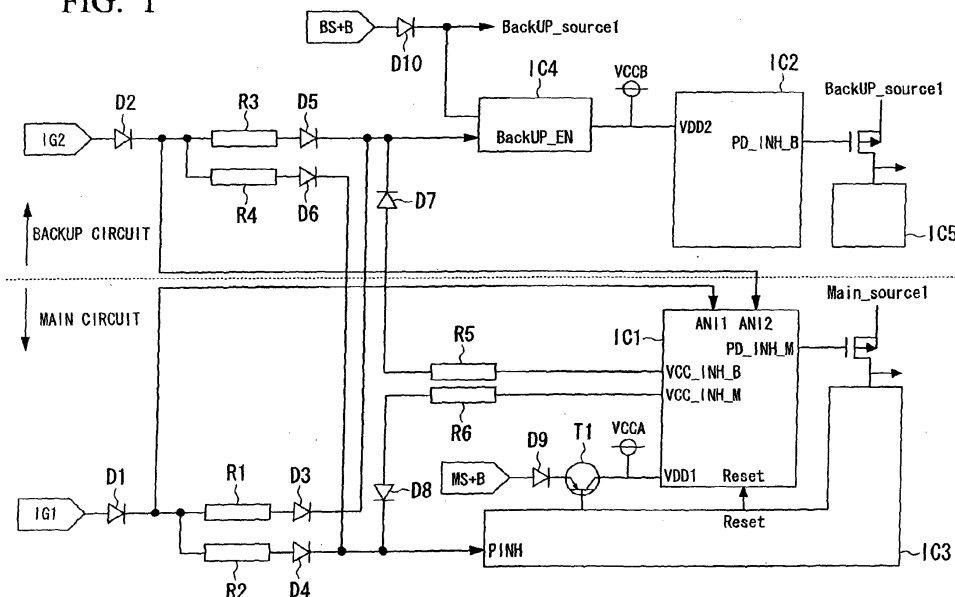 FIG. 1
BS+B
D10
BackUP_source1
IC4
VCCB
IC2
BackUP_source1
D2
R3
D5
IG2
BackUP_EN
VDD2
PD_INH_B
R4
D6
D7
IC5
BACKUP CIRCUIT
MAIN CIRCUIT
Main_source1
ANI1 ANI2
IC1
PD_INH_M
R5
VCC_INH_B
VCC_INH_M
R6
VCCA
T1
D9
MS+B
VDD1
Reset
D1
R1
D3
D8
IG1
Reset
PINH
IC3
R2
D4